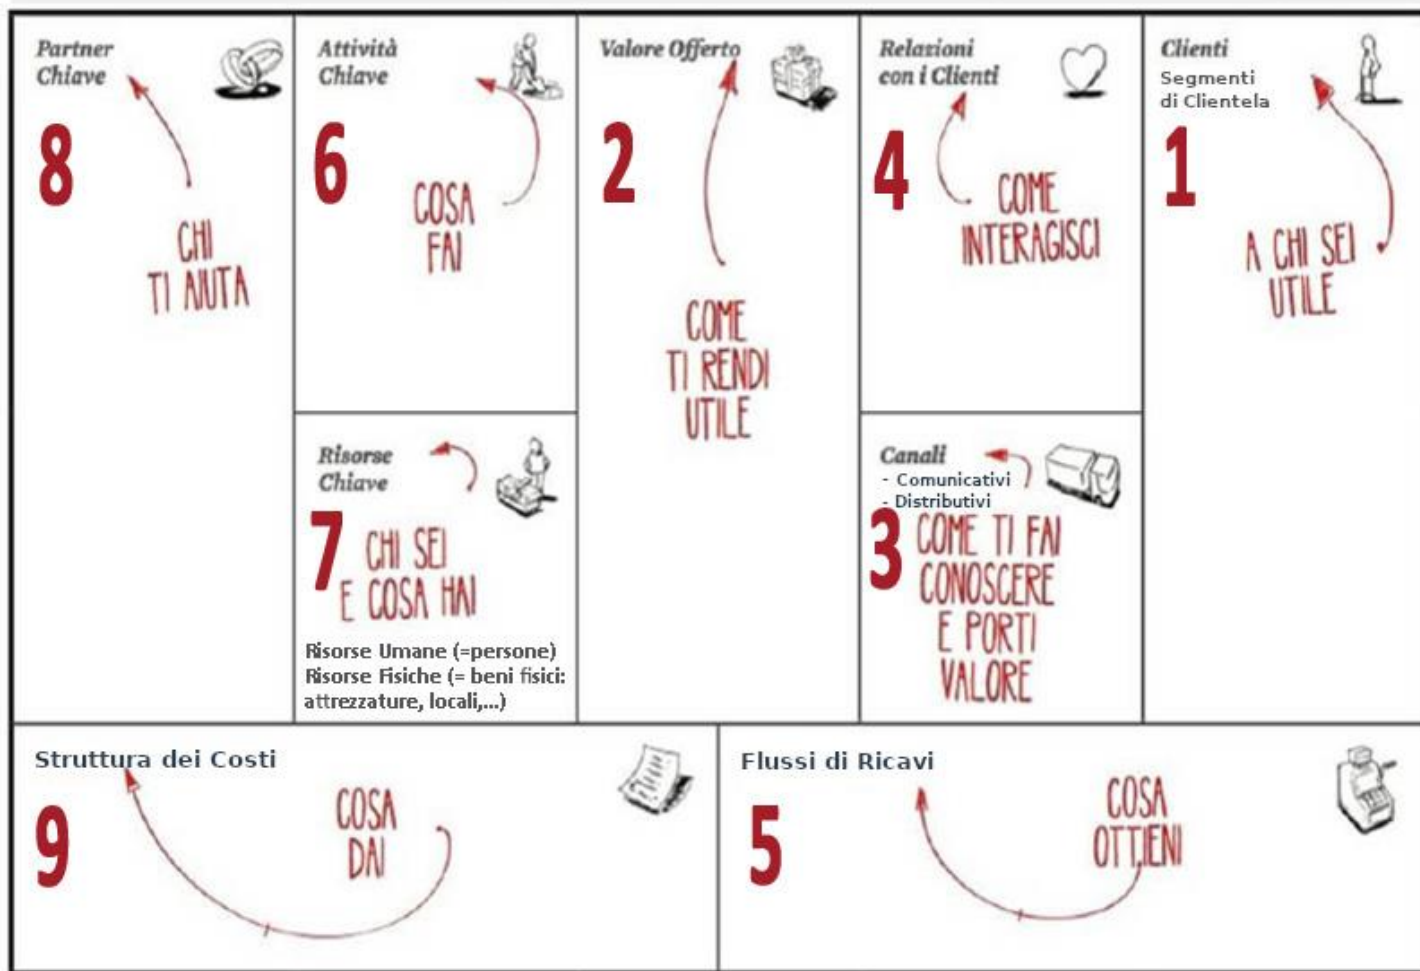 Partner
Chiave
8
CHI
TI AIUTA
Attività
Chiave
6
COSA
FAI
Risorse
Chiave
7
CHI SEI
E COSA HAI
Risorse Umane (=persone)
Risorse Fisiche (= beni fisici:
attrezzature, locali,...)
Valore Offerto
2
COME
TI RENDI
UTILE
Relazioni
con i Clienti
4
COME
INTERAGISCI
Canali
- Comunicativi
- Distributivi
3
COME TI FAI
CONOSCERE
E PORTI
VALORE
Clienti
Segmenti
di Clientela
1
A CHI SEI
UTILE
Struttura dei Costi
9
COSA
DAI
Flussi di Ricavi
5
COSA
OTTIENI